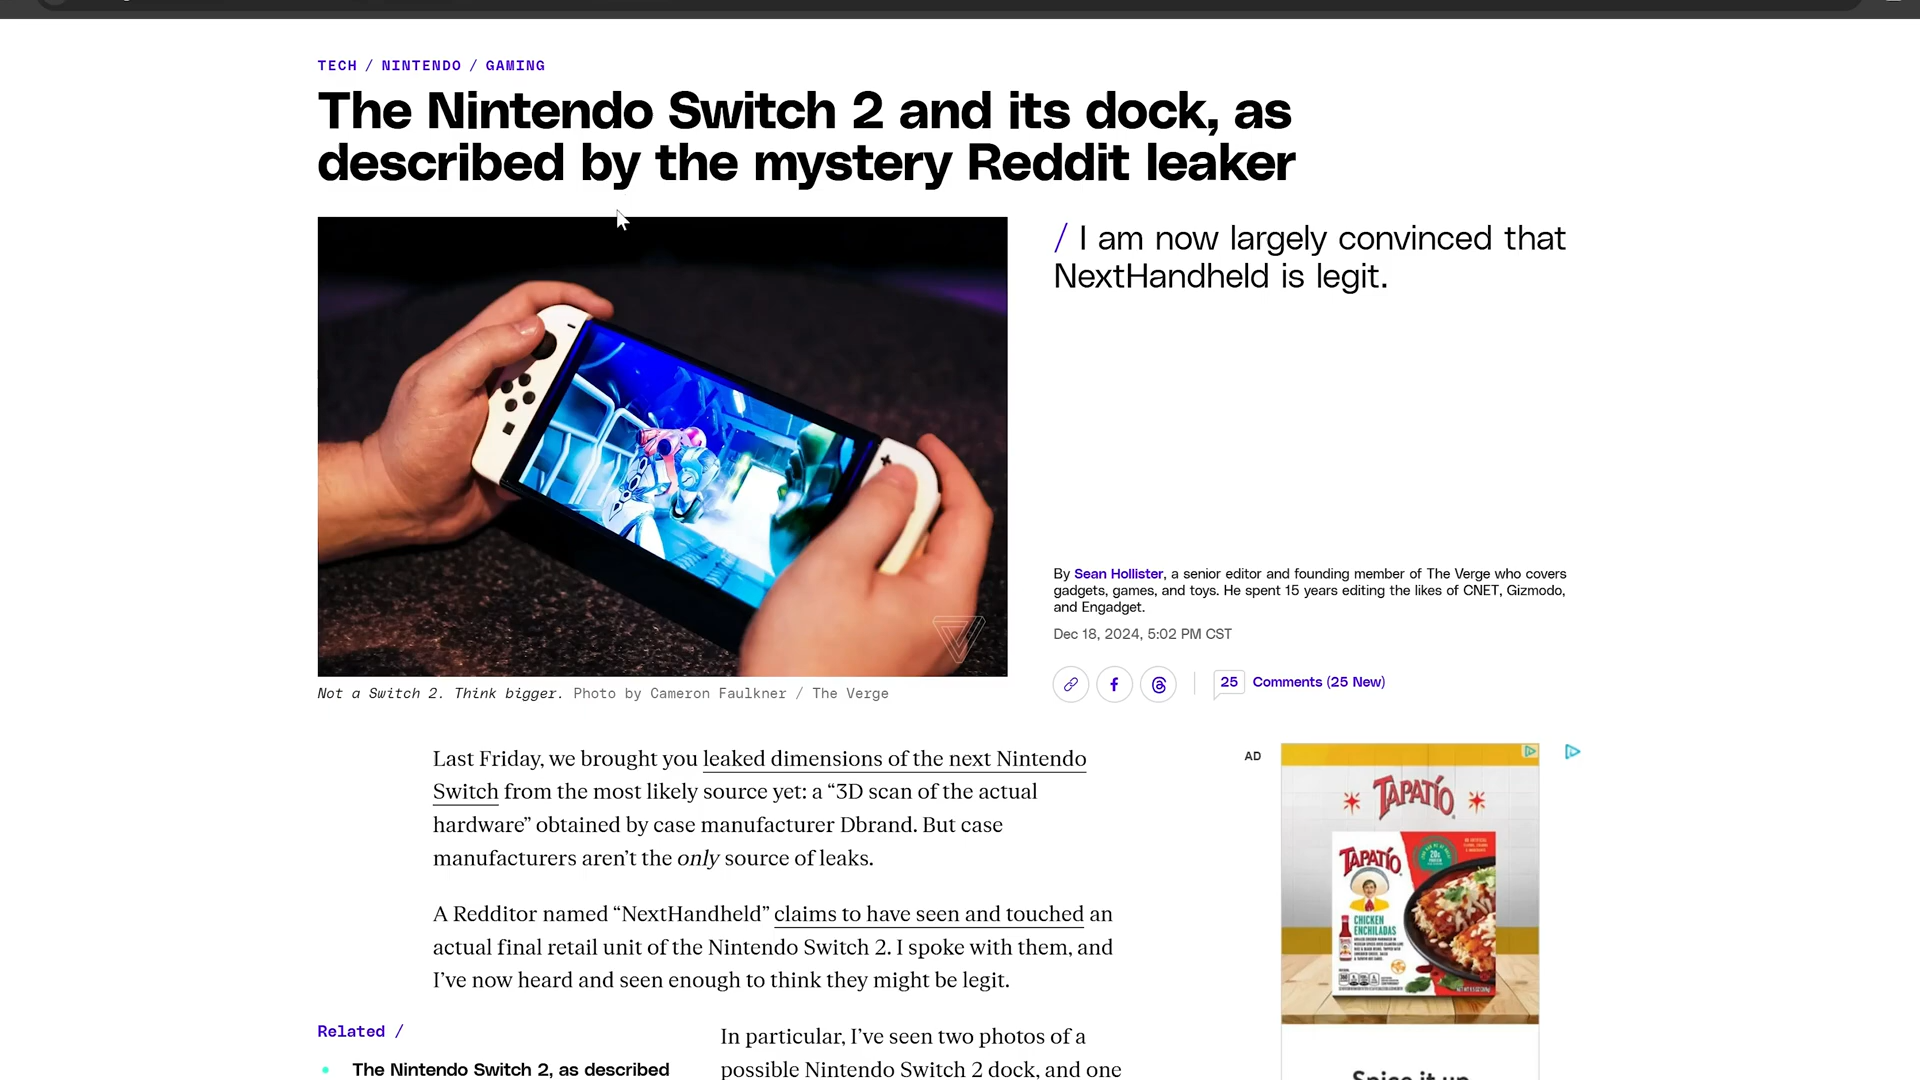 TECH / NINTENDO / GAMING
The Nintendo Switch 2 and its dock, as
described by the mystery Reddit leaker
/ I am now largely convinced that
NextHandheld is legit.
By Sean Hollister, a senior editor and founding member of The Verge who covers
gadgets, games, and toys. He spent 15 years editing the likes of CNET, Gizmodo,
and Engadget.
Dec 18, 2024, 5:02 PM CST
25 Comments (25 New)
Not a Switch 2. Think bigger. Photo by Cameron Faulkner / The Verge
Last Friday, we brought you leaked dimensions of the next Nintendo
Switch from the most likely source yet: a “3D scan of the actual
hardware” obtained by case manufacturer Dbrand. But case
manufacturers aren’t the only source of leaks.
A Redditor named “NextHandheld” claims to have seen and touched an
actual final retail unit of the Nintendo Switch 2. I spoke with them, and
I’ve now heard and seen enough to think they might be legit.
Related /
The Nintendo Switch 2, as described
In particular, I’ve seen two photos of a
possible Nintendo Switch 2 dock, and one
AD
TAPATÍO
TAPATÍO
20g
CHICKEN
ENCHILADAS
Spice it up